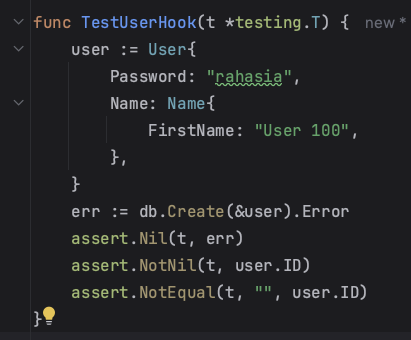 func TestUserHook(t *testing.T) { new *
    user := User{
        Password: "rahasia",
        Name: Name{
            FirstName: "User 100",
        },
    }
    err := db.Create(&user).Error
    assert.Nil(t, err)
    assert.NotNil(t, user.ID)
    assert.NotEqual(t, "", user.ID)
}